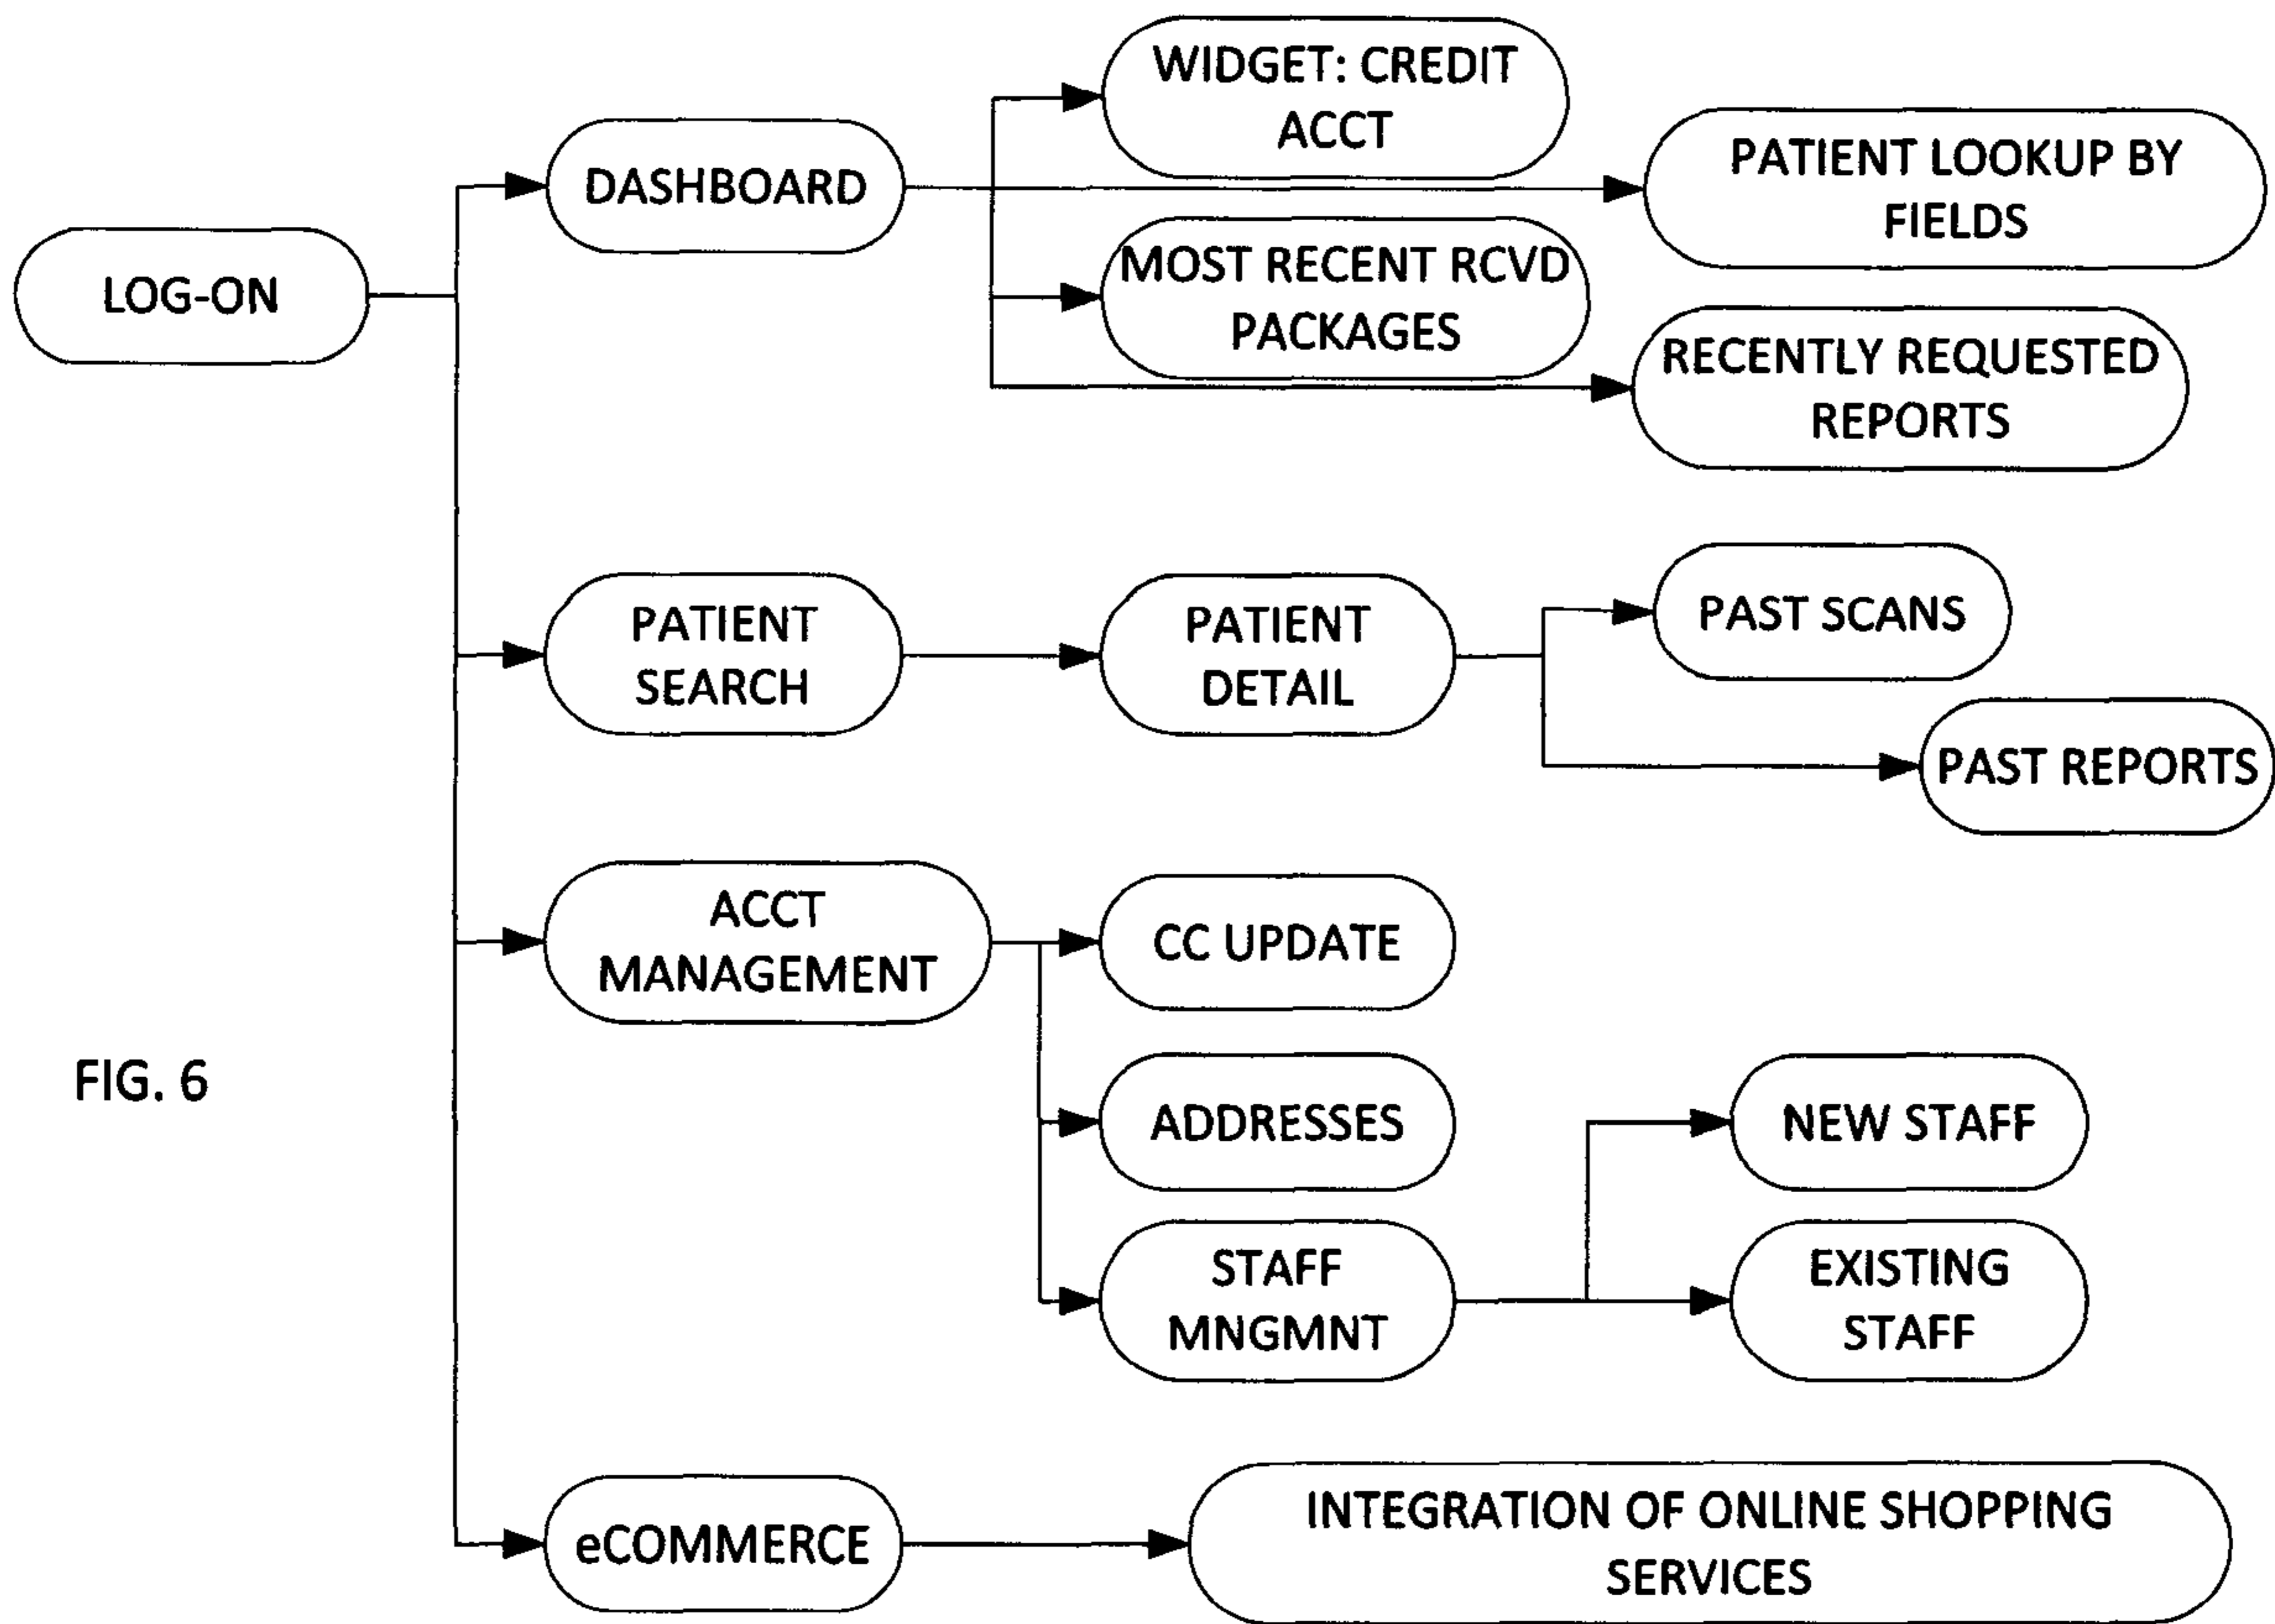 WIDGET: CREDIT
ACCT
DASHBOARD
PATIENT LOOKUP BY
FIELDS
LOG-ON
MOST RECENT RCVD
PACKAGES
RECENTLY REQUESTED
REPORTS
PATIENT
SEARCH
PATIENT
DETAIL
PAST SCANS
PAST REPORTS
ACCT
MANAGEMENT
CC UPDATE
FIG. 6
ADDRESSES
NEW STAFF
STAFF
MNGMNT
EXISTING
STAFF
eCOMMERCE
INTEGRATION OF ONLINE SHOPPING
SERVICES